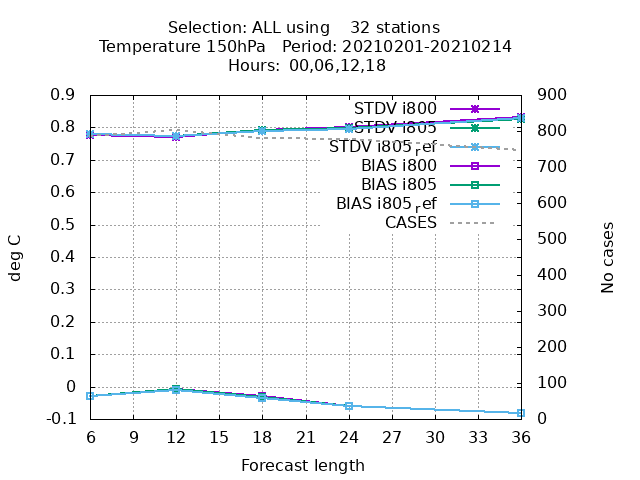 Selection: ALL using    32 stations
Temperature 150hPa   Period: 20210201-20210214
Hours:  00,06,12,18
0.9
0.8
0.7
0.6
0.5
0.4
0.3
0.2
0.1
0
-0.1
deg C
STDV i800
STDV i805
STDV i805_ref
BIAS i800
BIAS i805
BIAS i805_ref
CASES
900
800
700
600
500
400
300
200
100
0
No cases
6 9 12 15 18 21 24 27 30 33 36
Forecast length